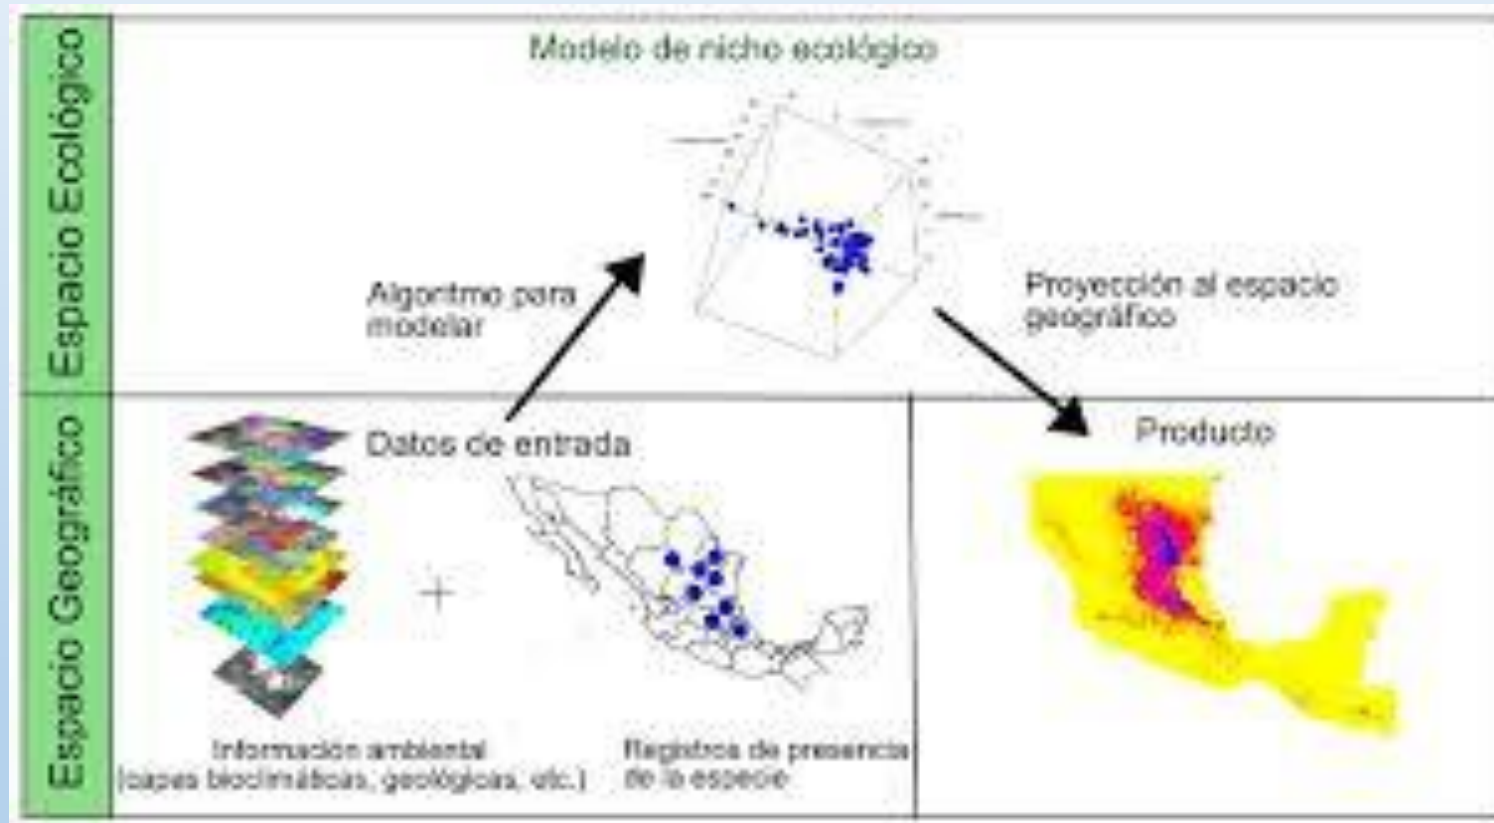 Espacio Ecológico
Modelo de nicho ecológico
Algoritmo para
modelar
Proyección al espacio
geográfico
Espacio Geográfico
Datos de entrada
Producto
Información ambiental
(capas bioclimáticas, geológicas, etc.)
Registros de presencia
de la especie